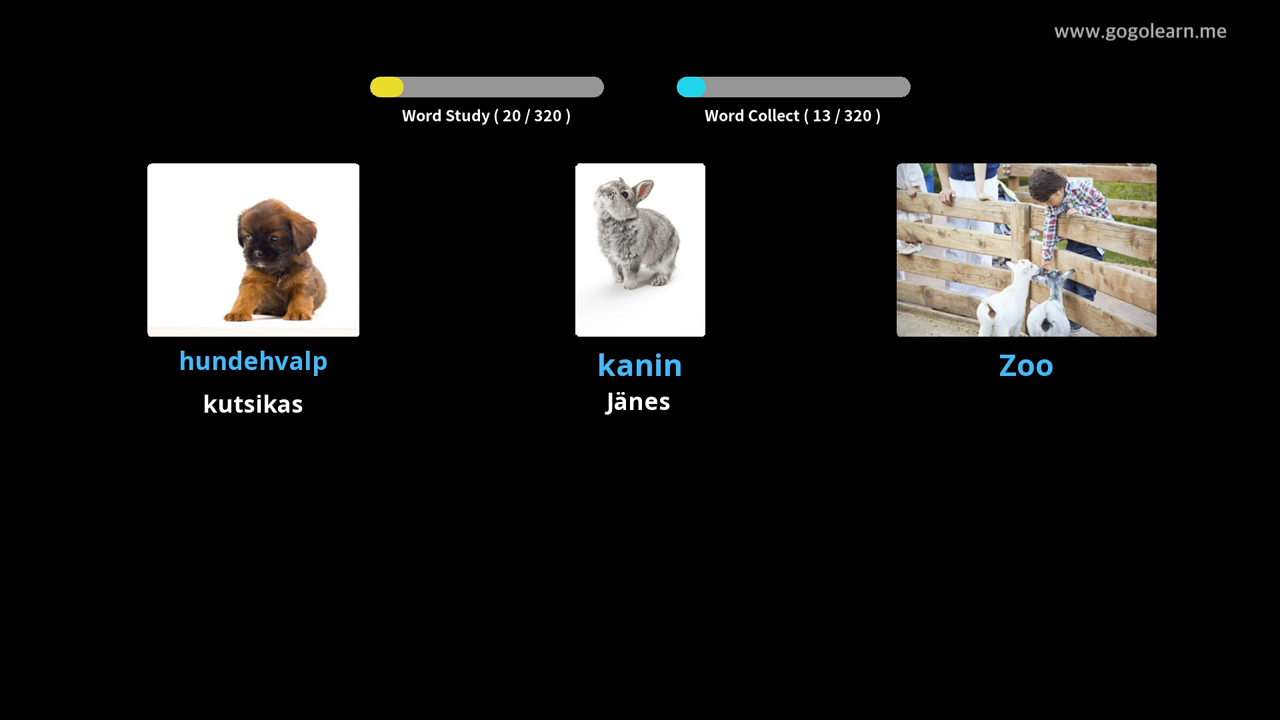 www.gogolearn.me
Word Study ( 20 / 320 )
Word Collect ( 13 / 320 )
hundehvalp
kutsikas
kanin
Jänes
Zoo